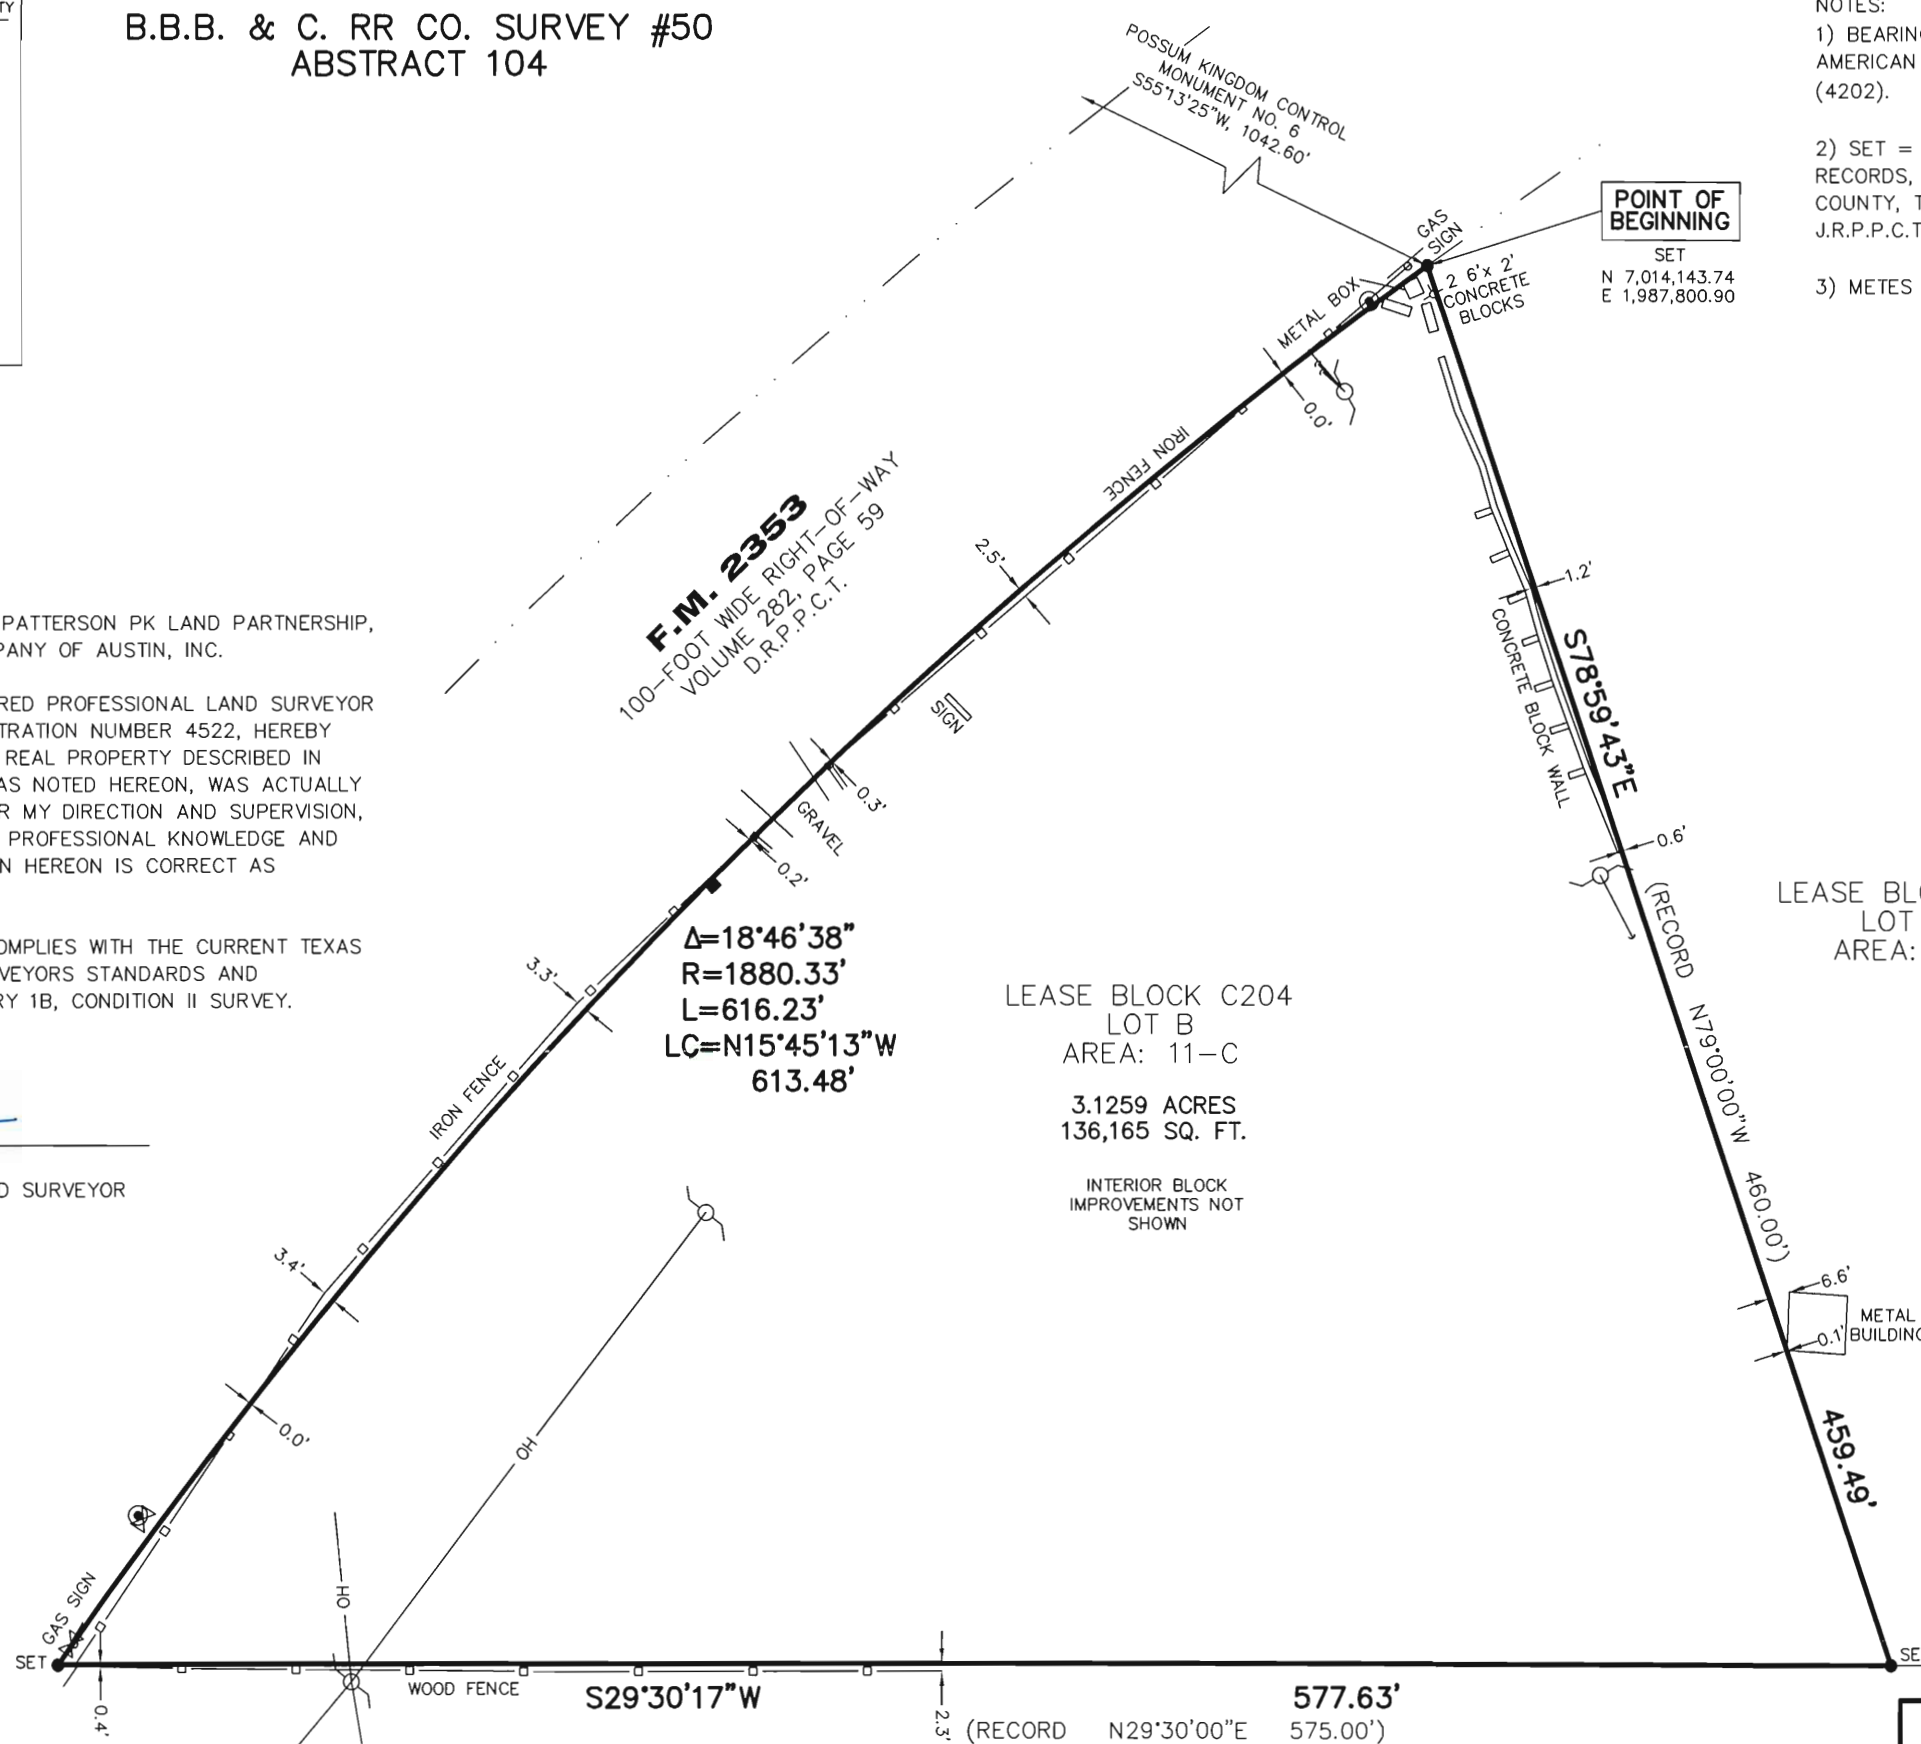 B.B.B. & C. RR CO. SURVEY #50
ABSTRACT 104
POSSUM KINGDOM CONTROL
MONUMENT NO. 6
S55°13'25"W, 1042.60'
NOTES:
1) BEARING
AMERICAN
(4202).
2) SET =
RECORDS,
COUNTY, T
J.R.P.P.C.T
3) METES
POINT OF
BEGINNING
SET
N 7,014,143.74
E 1,987,800.90
GAS
SIGN
2 6'x 2'
CONCRETE
BLOCKS
METAL BOX
0.0'
IRON FENCE
2.5'
F.M. 2353
100-FOOT WIDE RIGHT-OF-WAY
VOLUME 282, PAGE 59
D.R.P.P.C.T.
SIGN
0.3'
GRAVEL
0.2'
1.2'
CONCRETE BLOCK WALL
S78°59'43"E
0.6'
(RECORD N79°00'00"W 460.00')
PATTERSON PK LAND PARTNERSHIP,
PANY OF AUSTIN, INC.
RED PROFESSIONAL LAND SURVEYOR
TRATION NUMBER 4522, HEREBY
REAL PROPERTY DESCRIBED IN
AS NOTED HEREON, WAS ACTUALLY
R MY DIRECTION AND SUPERVISION,
PROFESSIONAL KNOWLEDGE AND
N HEREON IS CORRECT AS
OMPLIES WITH THE CURRENT TEXAS
VEYORS STANDARDS AND
RY 1B, CONDITION II SURVEY.
D SURVEYOR
Δ=18°46'38"
R=1880.33'
L=616.23'
LC=N15°45'13"W
613.48'
3.3'
IRON FENCE
3.4'
0.0'
LEASE BLOCK C204
LOT B
AREA: 11-C
3.1259 ACRES
136,165 SQ. FT.
INTERIOR BLOCK
IMPROVEMENTS NOT
SHOWN
LEASE BLO
LOT
AREA:
6.6'
METAL
0.1' BUILDING
459.49'
OH
OH
GAS SIGN
SET
SE
0.4'
WOOD FENCE
S29°30'17"W 577.63'
2.3'
(RECORD N29°30'00"E 575.00')